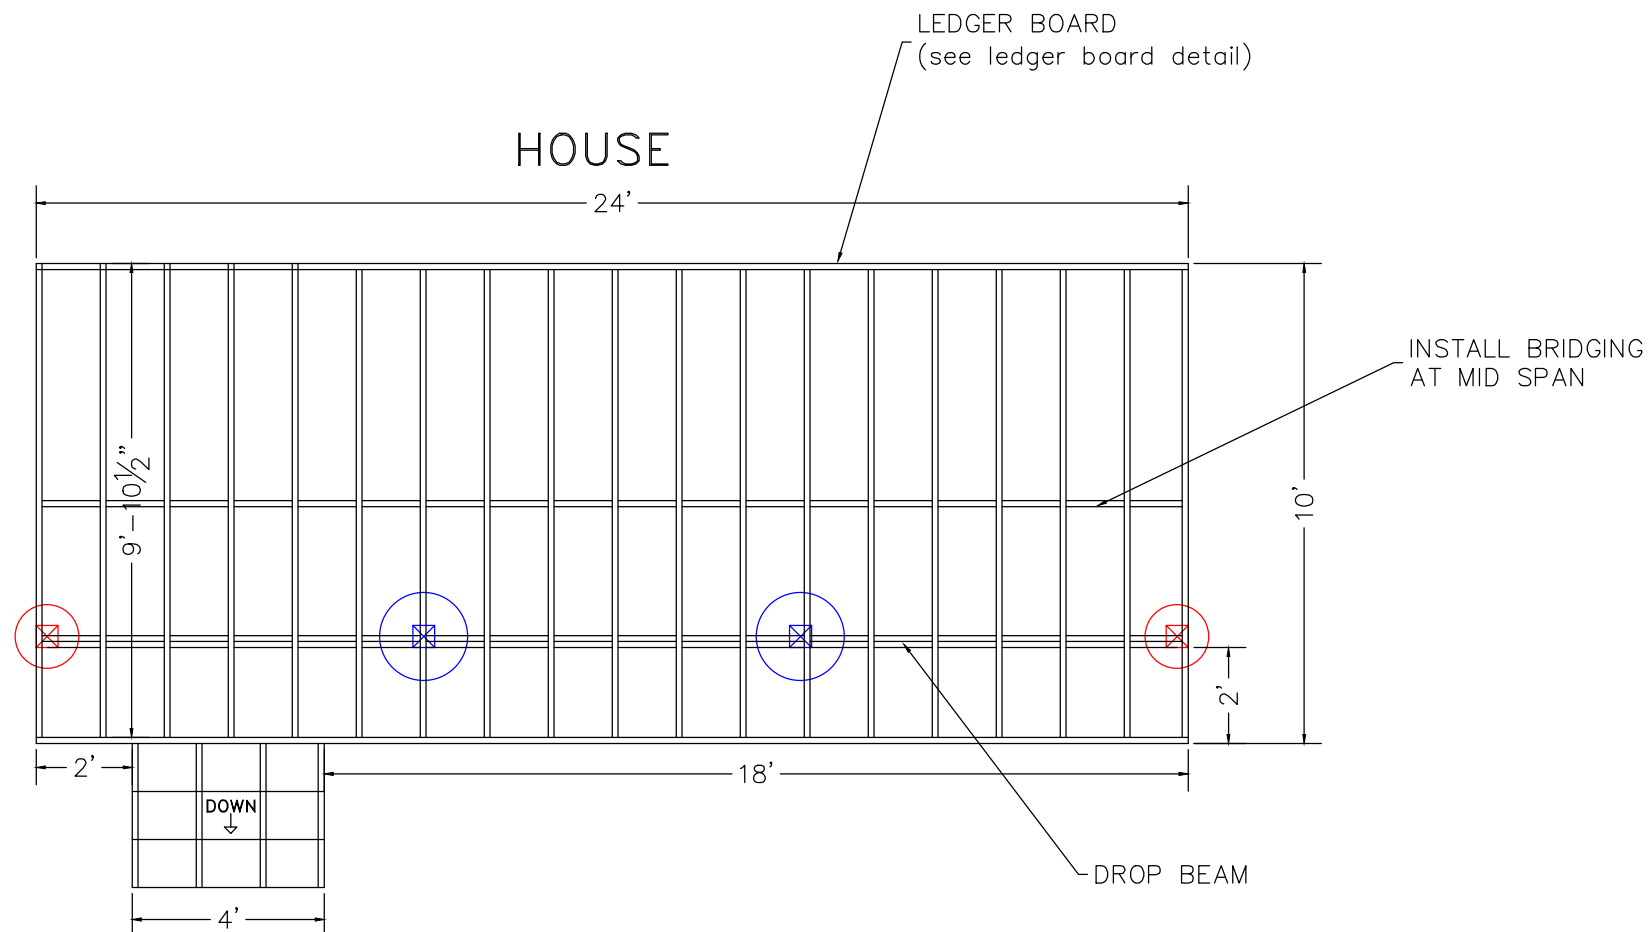 LEDGER BOARD
(see ledger board detail)
HOUSE
24'
INSTALL BRIDGING
AT MID SPAN
9'-10½"
10'
2'
2'
18'
DOWN
DROP BEAM
4'